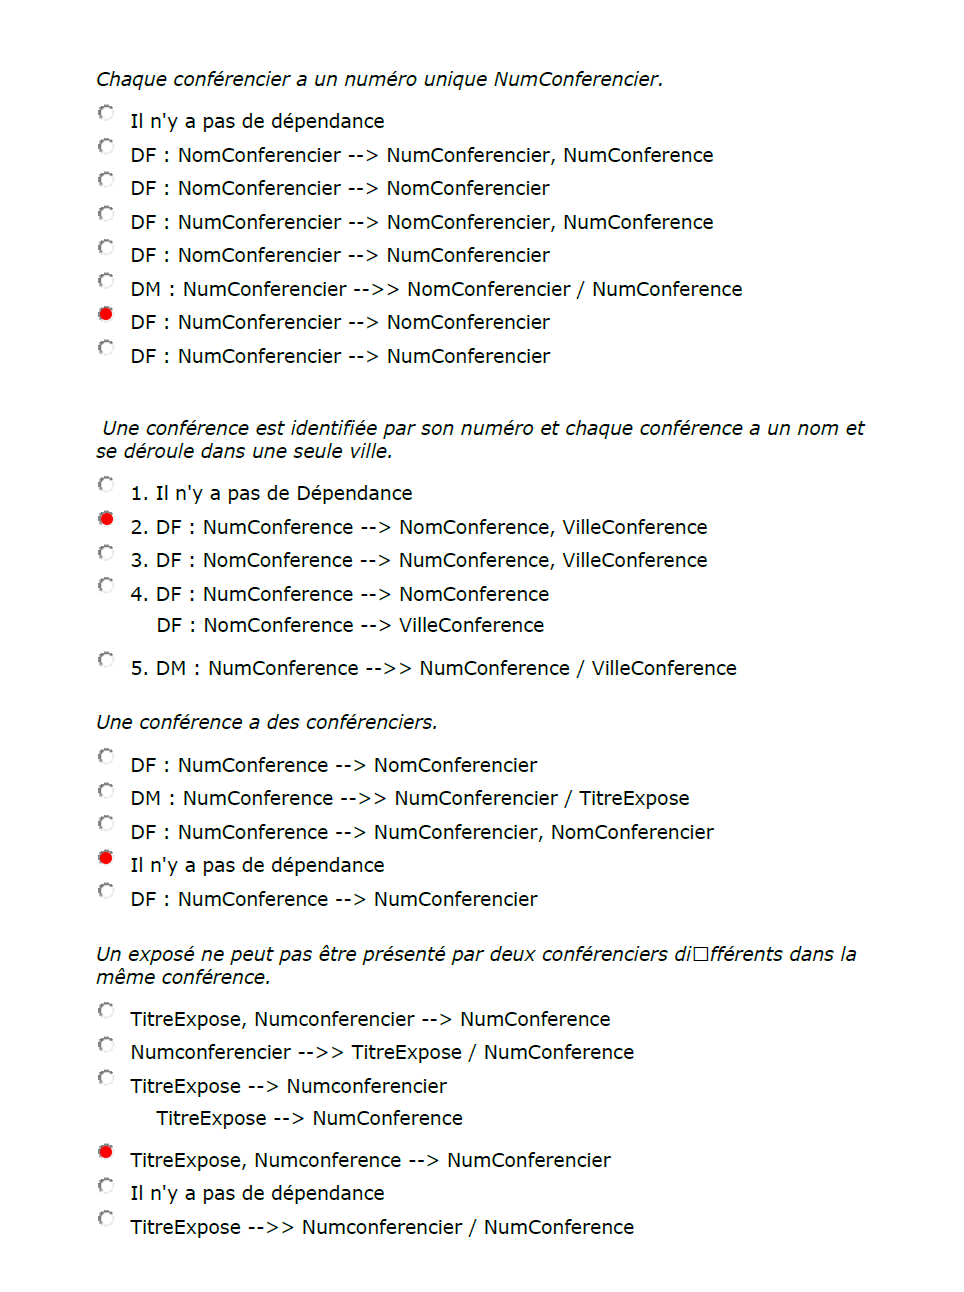 Chaque conférencier a un numéro unique NumConferencier.
Il n'y a pas de dépendance
DF : NomConferencier --> NumConferencier, NumConference
DF : NomConferencier --> NomConferencier
DF : NumConferencier --> NomConferencier, NumConference
DF : NomConferencier --> NumConferencier
DM : NumConferencier -->> NomConferencier / NumConference
DF : NumConferencier --> NomConferencier
DF : NumConferencier --> NumConferencier
Une conférence est identifiée par son numéro et chaque conférence a un nom et
se déroule dans une seule ville.
1. Il n'y a pas de Dépendance
2. DF : NumConference --> NomConference, VilleConference
3. DF : NomConference --> NumConference, VilleConference
4. DF : NumConference --> NomConference
DF : NomConference --> VilleConference
5. DM : NumConference -->> NumConference / VilleConference
Une conférence a des conférenciers.
DF : NumConference --> NomConferencier
DM : NumConference -->> NumConferencier / TitreExpose
DF : NumConference --> NumConferencier, NomConferencier
Il n'y a pas de dépendance
DF : NumConference --> NumConferencier
Un exposé ne peut pas être présenté par deux conférenciers di□fférents dans la
même conférence.
TitreExpose, Numconferencier --> NumConference
Numconferencier -->> TitreExpose / NumConference
TitreExpose --> Numconferencier
TitreExpose --> NumConference
TitreExpose, Numconference --> NumConferencier
Il n'y a pas de dépendance
TitreExpose -->> Numconferencier / NumConference